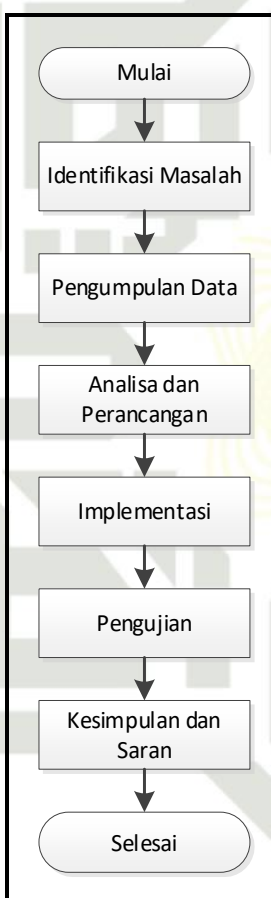 Mulai
Identifikasi Masalah
Pengumpulan Data
Analisa dan
Perancangan
Implementasi
Pengujian
Kesimpulan dan
Saran
Selesai